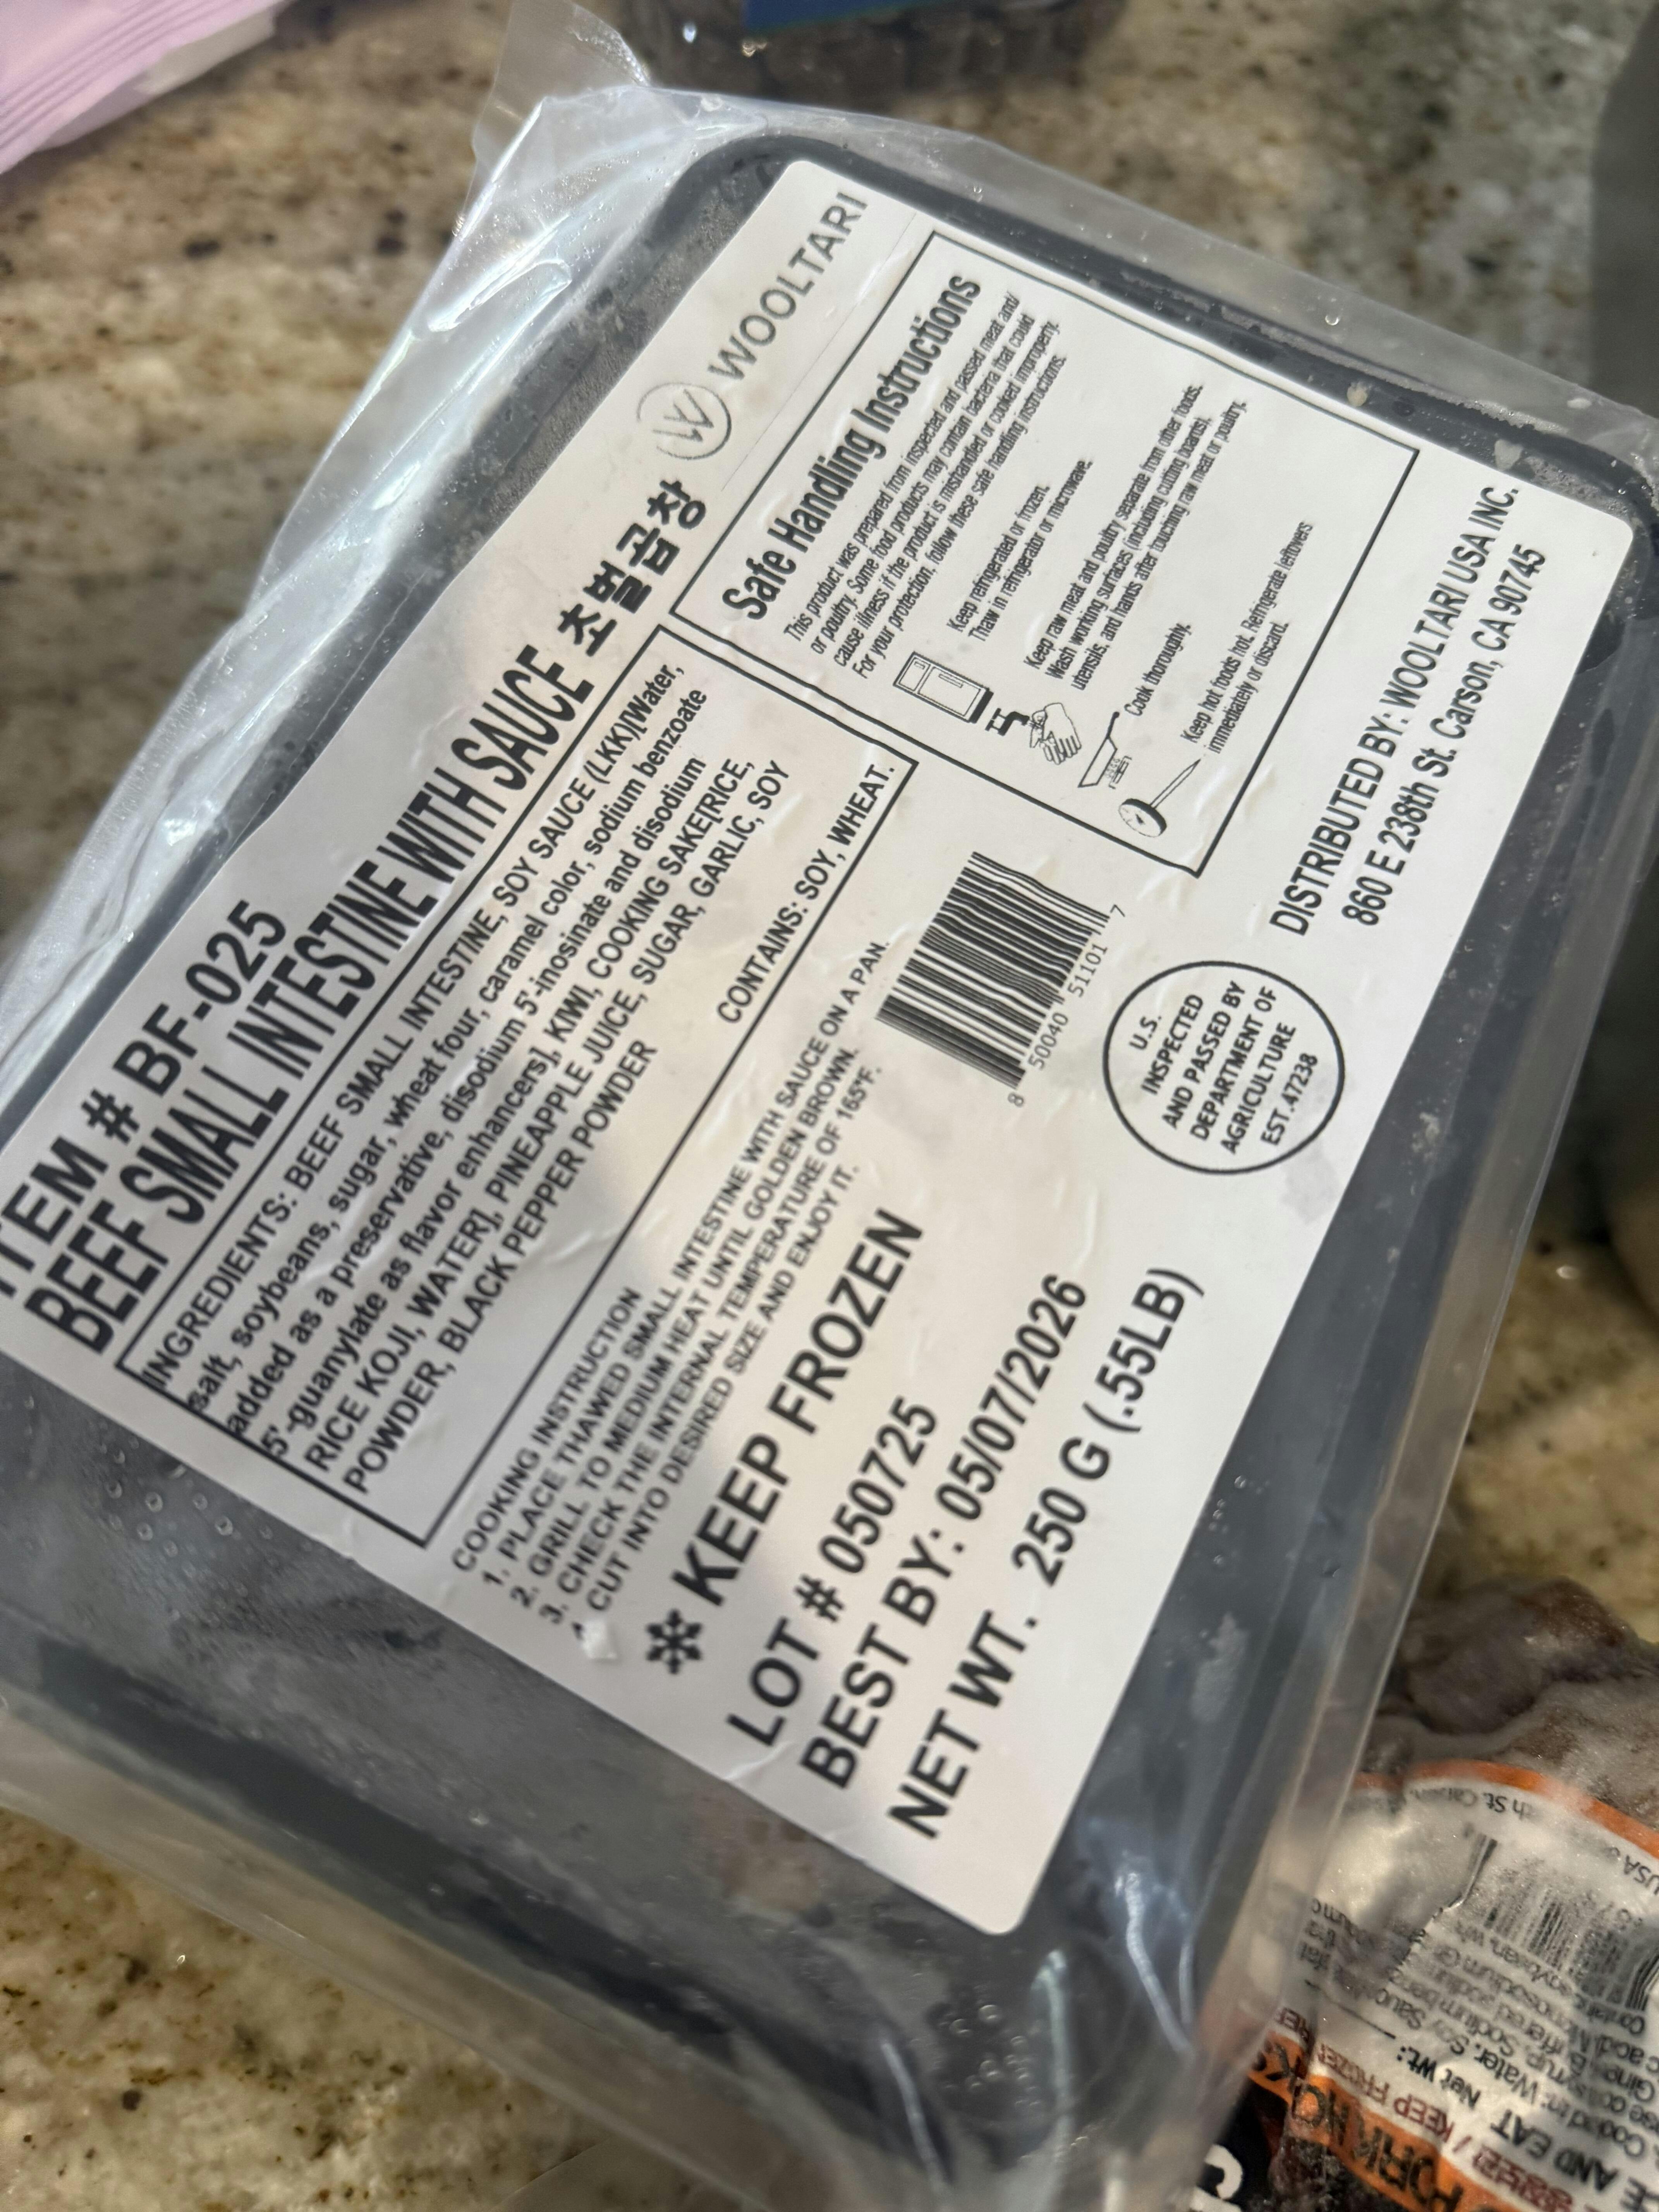 ITEM # BF-025
BEEF SMALL INTESTINE WITH SAUCE 초벌곱창
WOOLTARI
INGREDIENTS: BEEF SMALL INTESTINE, SOY SAUCE (LKK)[Water,
salt, soybeans, sugar, wheat four, caramel color, sodium benzoate
added as a preservative, disodium 5'-inosinate and disodium
5'-guanylate as flavor enhancers], KIWI, COOKING SAKE[RICE,
RICE KOJI, WATER], PINEAPPLE JUICE, SUGAR, GARLIC, SOY
POWDER, BLACK PEPPER POWDER
CONTAINS: SOY, WHEAT.
Safe Handling Instructions
This product was prepared from inspected and passed meat and/
or poultry. Some food products may contain bacteria that could
cause illness if the product is mishandled or cooked improperly.
For your protection, follow these safe handling instructions.
Keep refrigerated or frozen.
Thaw in refrigerator or microwave.
Keep raw meat and poultry separate from other foods.
Wash working surfaces (including cutting boards),
utensils, and hands after touching raw meat or poultry.
Cook thoroughly.
Keep hot foods hot. Refrigerate leftovers
immediately or discard.
COOKING INSTRUCTION
1. PLACE THAWED SMALL INTESTINE WITH SAUCE ON A PAN.
2. GRILL TO MEDIUM HEAT UNTIL GOLDEN BROWN.
3. CHECK THE INTERNAL TEMPERATURE OF 165°F.
CUT INTO DESIRED SIZE AND ENJOY IT.
8 50040 51101 7
KEEP FROZEN
LOT # 050725
BEST BY: 05/07/2026
NET WT. 250 G (.55LB)
U.S.
INSPECTED
AND PASSED BY
DEPARTMENT OF
AGRICULTURE
EST.47238
DISTRIBUTED BY: WOOLTARI USA INC.
860 E 238th St. Carson, CA 90745
AND EAT Net Wt.:
KEEP FROZEN